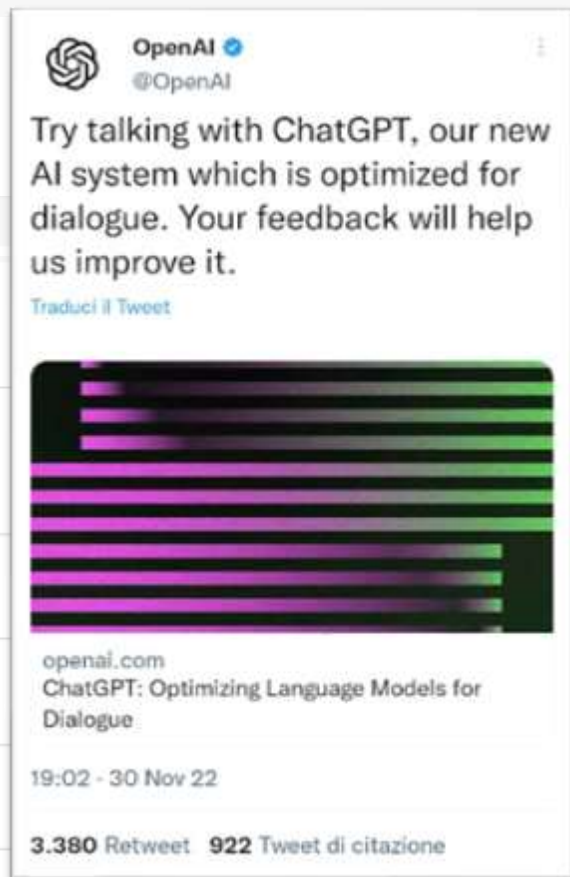 OpenAI
@OpenAI
Try talking with ChatGPT, our new
AI system which is optimized for
dialogue. Your feedback will help
us improve it.
Traduci il Tweet
openai.com
ChatGPT: Optimizing Language Models for
Dialogue
19:02 - 30 Nov 22
3.380 Retweet 922 Tweet di citazione